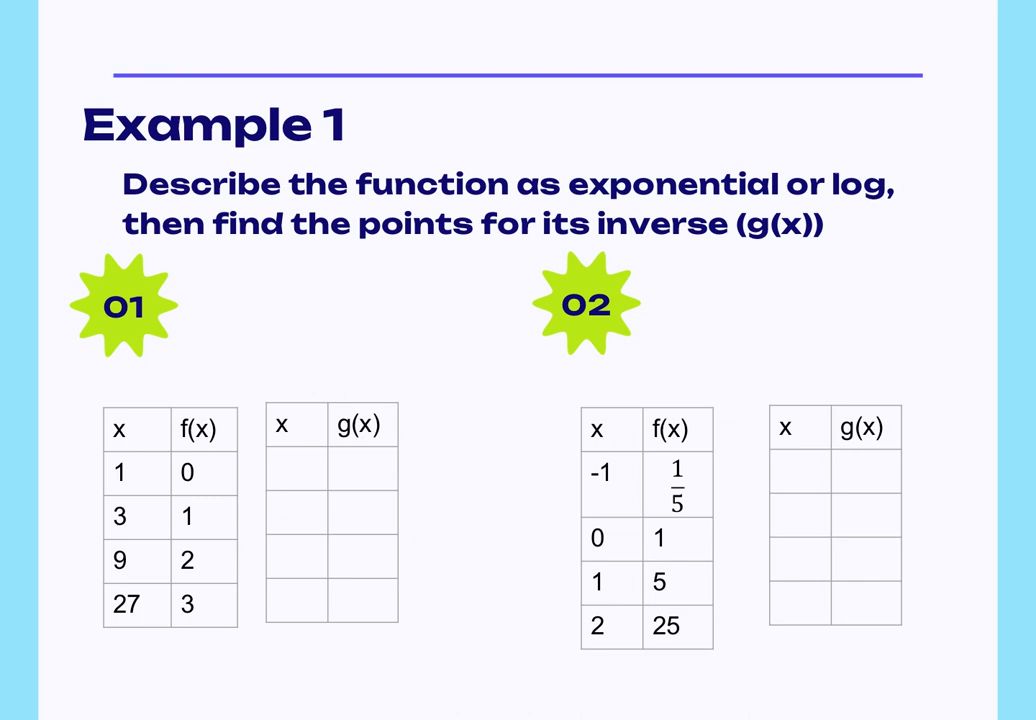 Example 1
Describe the function as exponential or log,
then find the points for its inverse (g(x))
01
02
x f(x)
1 0
3 1
9 2
27 3
x g(x)
x f(x)
-1 1/5
0 1
1 5
2 25
x g(x)